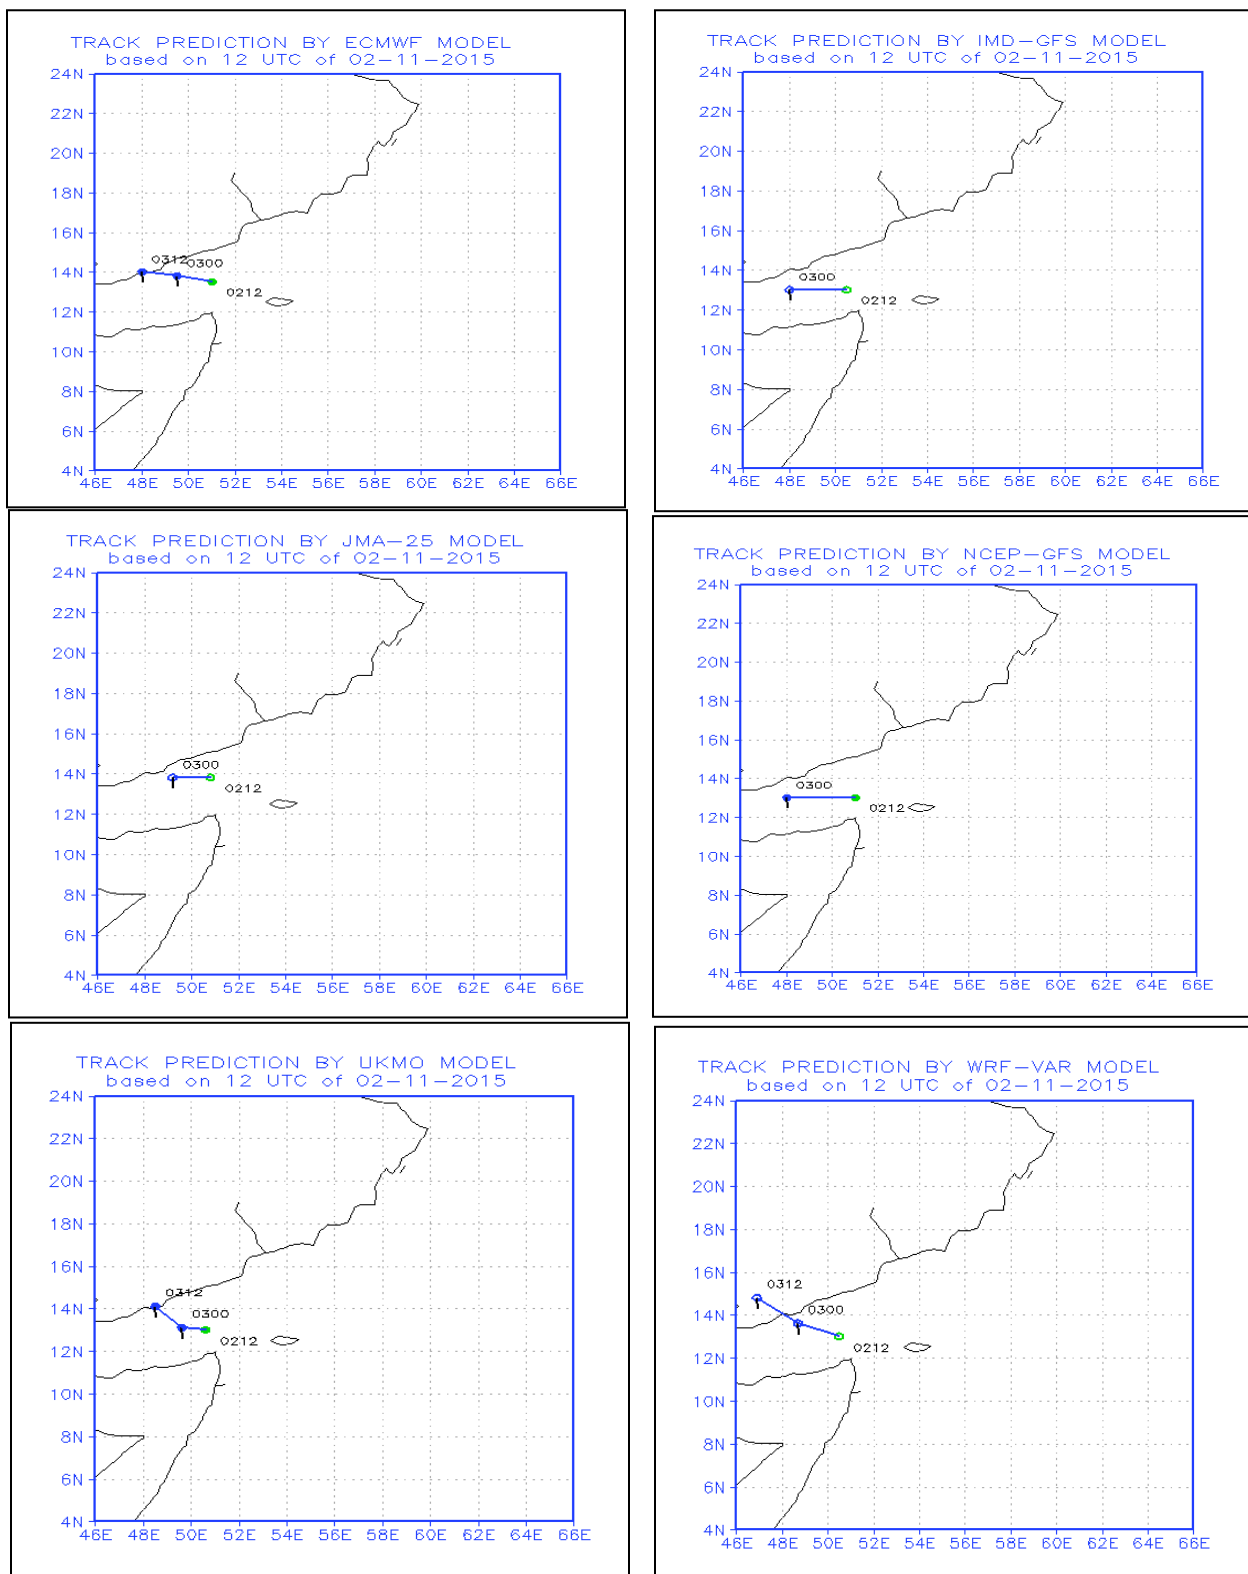 TRACK PREDICTION BY ECMWF MODEL
based on 12 UTC of 02-11-2015
24N
22N
20N
18N
16N
14N
12N
10N
8N
6N
4N
0312
0300
0212
46E 48E 50E 52E 54E 56E 58E 60E 62E 64E 66E
TRACK PREDICTION BY IMD-GFS MODEL
based on 12 UTC of 02-11-2015
24N
22N
20N
18N
16N
14N
12N
10N
8N
6N
4N
0300
0212
46E 48E 50E 52E 54E 56E 58E 60E 62E 64E 66E
TRACK PREDICTION BY JMA-25 MODEL
based on 12 UTC of 02-11-2015
24N
22N
20N
18N
16N
14N
12N
10N
8N
6N
4N
0300
0212
46E 48E 50E 52E 54E 56E 58E 60E 62E 64E 66E
TRACK PREDICTION BY NCEP-GFS MODEL
based on 12 UTC of 02-11-2015
24N
22N
20N
18N
16N
14N
12N
10N
8N
6N
4N
0300
0212
46E 48E 50E 52E 54E 56E 58E 60E 62E 64E 66E
TRACK PREDICTION BY UKMO MODEL
based on 12 UTC of 02-11-2015
24N
22N
20N
18N
16N
14N
12N
10N
8N
6N
4N
0312
0300
0212
46E 48E 50E 52E 54E 56E 58E 60E 62E 64E 66E
TRACK PREDICTION BY WRF-VAR MODEL
based on 12 UTC of 02-11-2015
24N
22N
20N
18N
16N
14N
12N
10N
8N
6N
4N
0312
0300
0212
46E 48E 50E 52E 54E 56E 58E 60E 62E 64E 66E